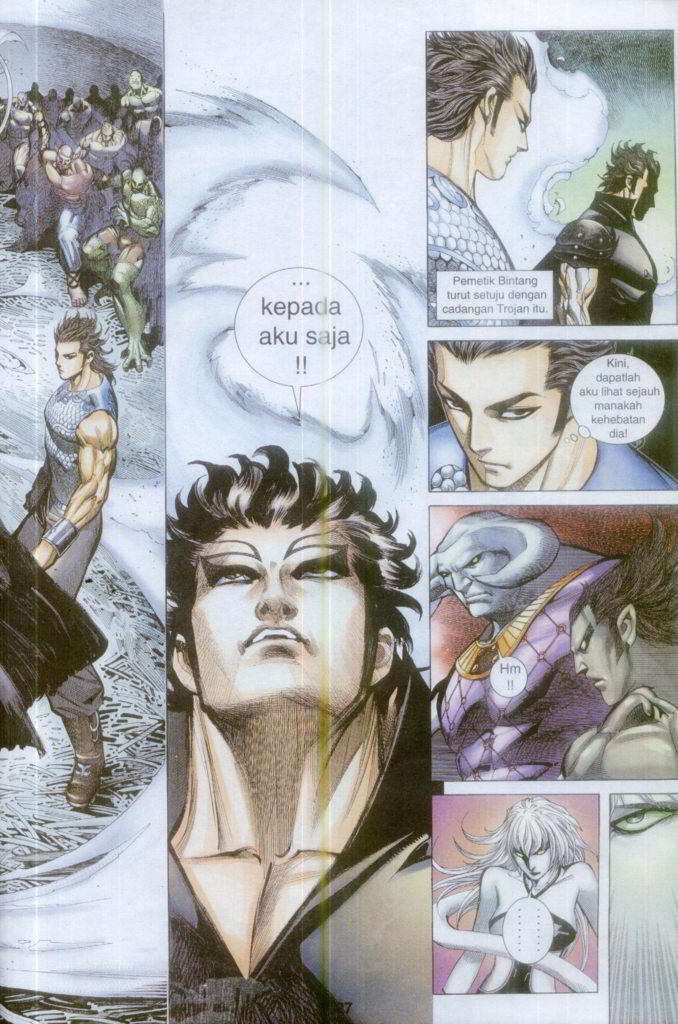 ...
kepada
aku saja
!!
Pemetik Bintang
turut setuju dengan
cadangan Trojan itu.
Kini,
dapatlah
aku lihat sejauh
manakah
kehebatan
dia!
Hm
!!
......
......